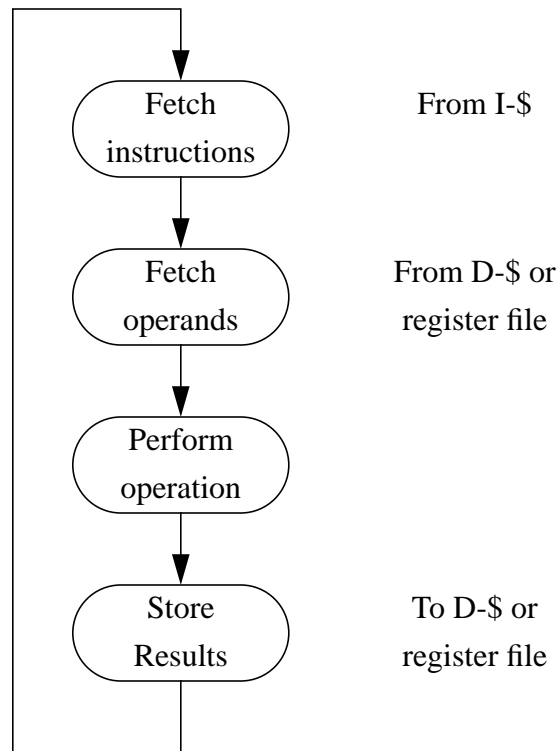 Fetch
instructions
From I-$
Fetch
operands
From D-$ or
register file
Perform
operation
Store
Results
To D-$ or
register file